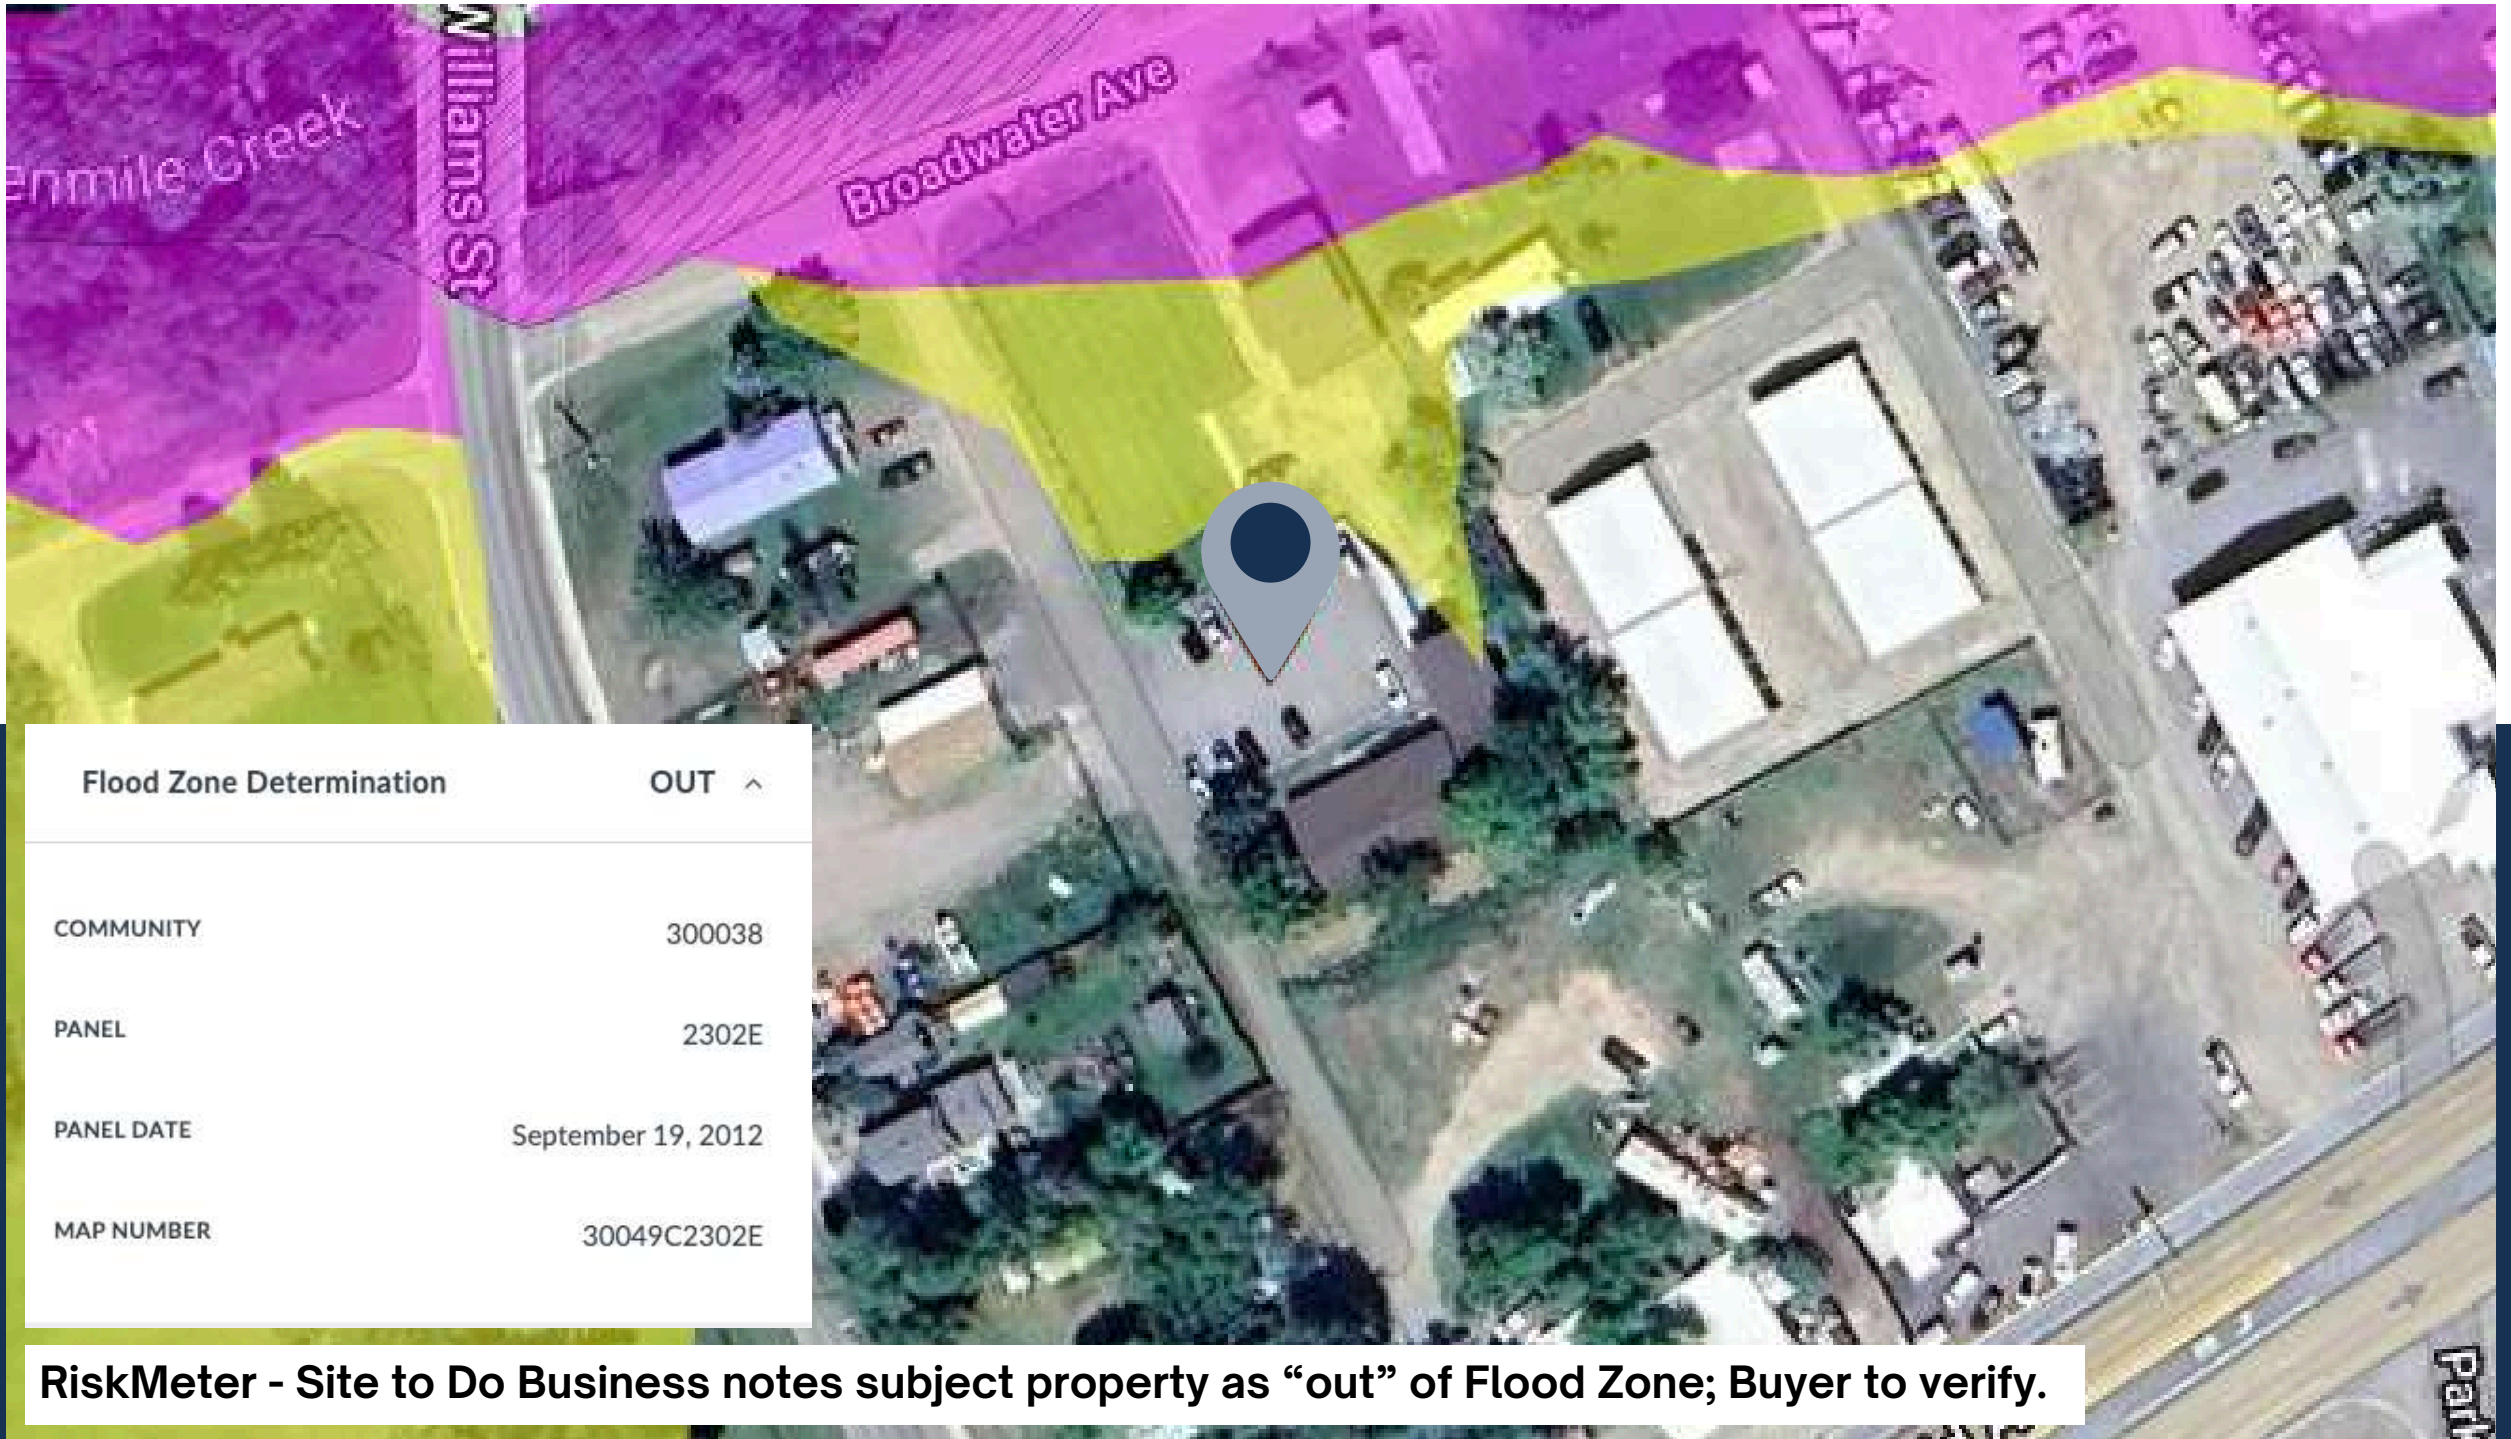 Williams St
enmile Creek
Broadwater Ave
Flood Zone Determination OUT
COMMUNITY 300038
PANEL 2302E
PANEL DATE September 19, 2012
MAP NUMBER 30049C2302E
RiskMeter - Site to Do Business notes subject property as “out” of Flood Zone; Buyer to verify.
Park